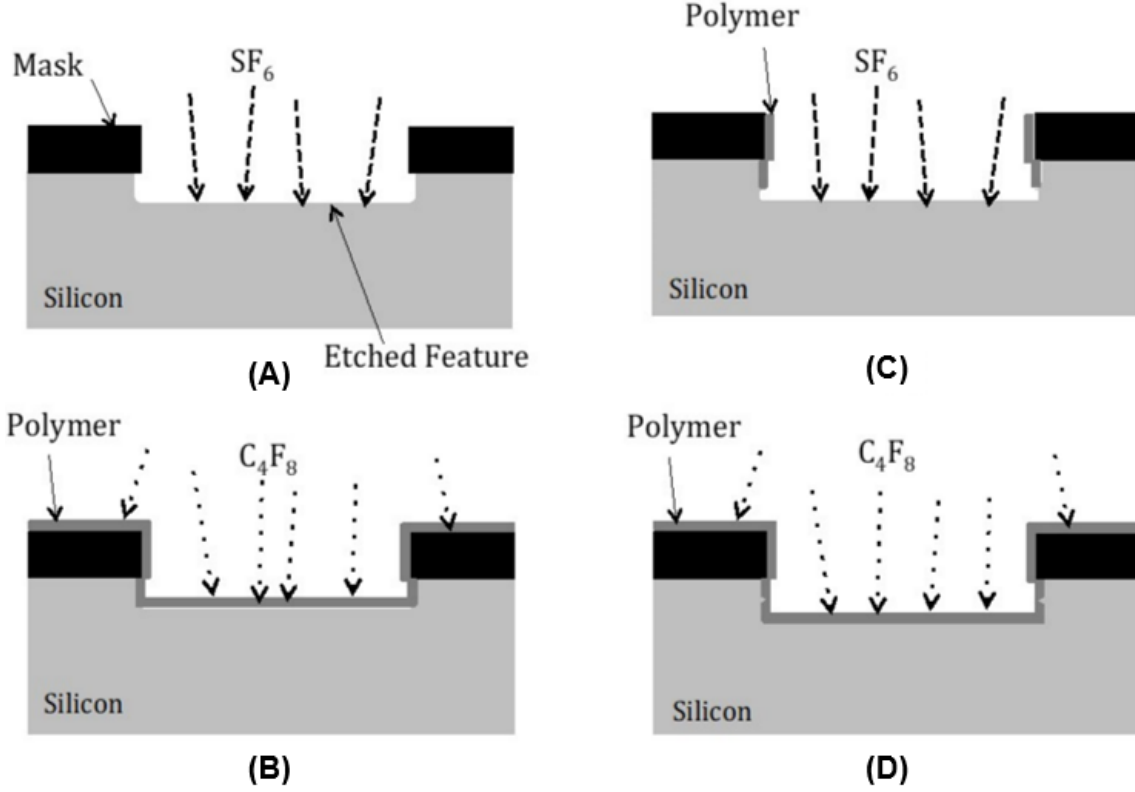 Mask
SF₆
Silicon
Etched Feature
(A)
Polymer
SF₆
Silicon
(C)
Polymer
C₄F₈
Silicon
(B)
Polymer
C₄F₈
Silicon
(D)